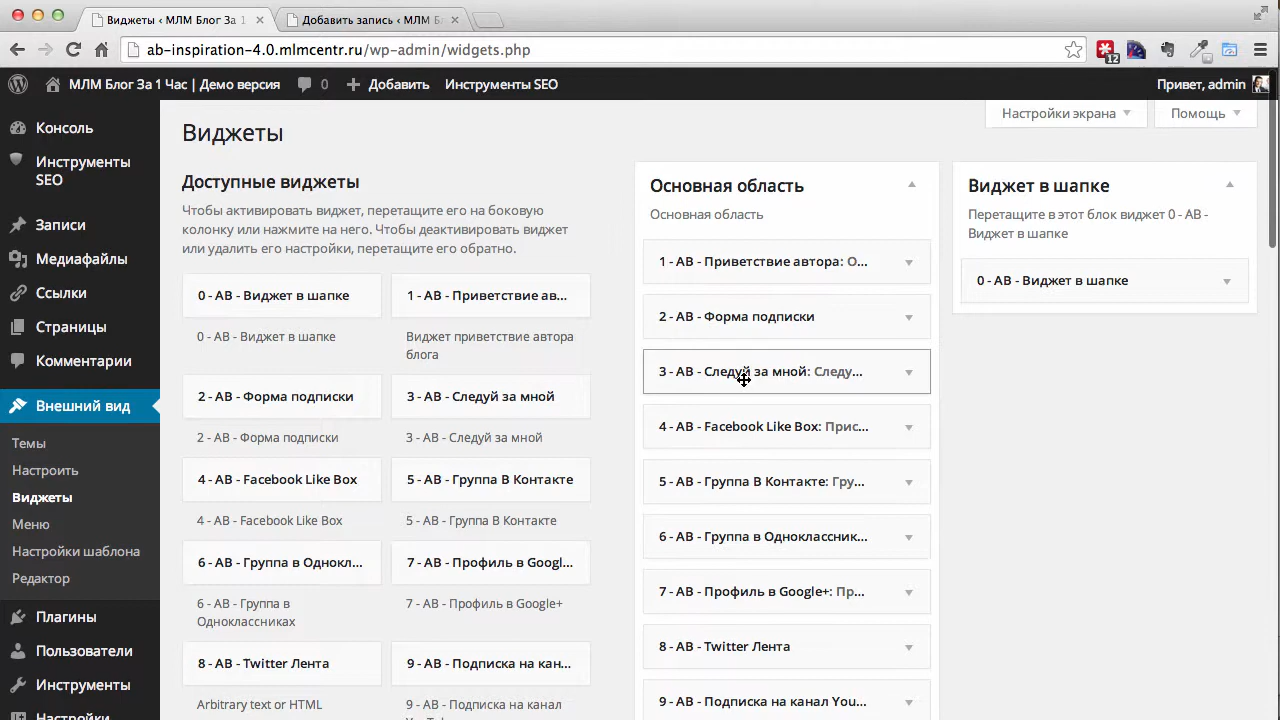 Виджеты ‹ МЛМ Блог За 1
Добавить запись ‹ МЛМ Б
ab-inspiration-4.0.mlmcentr.ru/wp-admin/widgets.php
12
МЛМ Блог За 1 Час | Демо версия
0
Добавить
Инструменты SEO
Привет, admin
Консоль
Инструменты
SEO
Записи
Медиафайлы
Ссылки
Страницы
Комментарии
Внешний вид
Темы
Настроить
Виджеты
Меню
Настройки шаблона
Редактор
Плагины
Пользователи
Инструменты
Настройки
Настройки экрана
Помощь
Виджеты
Доступные виджеты
Чтобы активировать виджет, перетащите его на боковую
колонку или нажмите на него. Чтобы деактивировать виджет
или удалить его настройки, перетащите его обратно.
0 - AB - Виджет в шапке
0 - AB - Виджет в шапке
1 - AB - Приветствие ав...
Виджет приветствие автора
блога
2 - AB - Форма подписки
2 - AB - Форма подписки
3 - AB - Следуй за мной
3 - AB - Следуй за мной
4 - AB - Facebook Like Box
4 - AB - Facebook Like Box
5 - AB - Группа В Контакте
5 - AB - Группа В Контакте
6 - AB - Группа в Однокл...
6 - AB - Группа в
Одноклассниках
7 - AB - Профиль в Googl...
7 - AB - Профиль в Google+
8 - AB - Twitter Лента
Arbitrary text or HTML
9 - AB - Подписка на кан...
9 - AB - Подписка на канал
Основная область
Основная область
1 - AB - Приветствие автора: О...
2 - AB - Форма подписки
3 - AB - Следуй за мной: Следу...
4 - AB - Facebook Like Box: Прис...
5 - AB - Группа В Контакте: Гру...
6 - AB - Группа в Одноклассник...
7 - AB - Профиль в Google+: Пр...
8 - AB - Twitter Лента
9 - AB - Подписка на канал You...
Виджет в шапке
Перетащите в этот блок виджет 0 - AB -
Виджет в шапке
0 - AB - Виджет в шапке